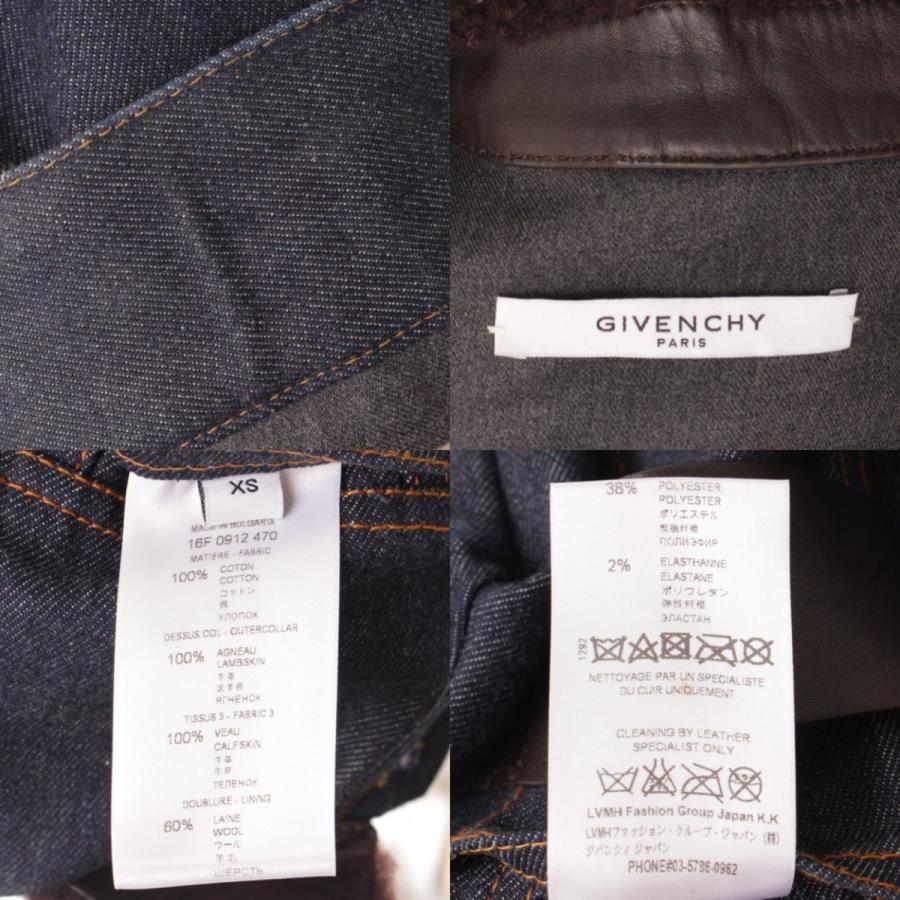 GIVENCHY
PARIS
XS
MADE IN BULGARIA
16F 0912 470
MATIERE - FABRIC
100% COTON
COTTON
コットン
棉
ХЛОПОК
DESSUS COL - OUTERCOLLAR
100% AGNEAU
LAMBSKIN
羊革
ЯГНЕНОК
TISSUS 3 - FABRIC 3
100% VEAU
CALFSKIN
牛革
牛皮
ТЕЛЕНОК
DOUBLURE - LINING
60% LAINE
WOOL
ウール
羊毛
ШЕРСТЬ
38% POLYESTER
POLYESTER
ポリエステル
聚脂纤维
ПОЛИЭФИР
2% ELASTHANNE
ELASTANE
ポリウレタン
弹性纤维
ЭЛАСТАН
1292
NETTOYAGE PAR UN SPECIALISTE
DU CUIR UNIQUEMENT
CLEANING BY LEATHER
SPECIALIST ONLY
LVMH Fashion Group Japan K.K
LVMHファッション・グループ・ジャパン (株)
ジバンシィ ジャパン
PHONE#03-5786-0962